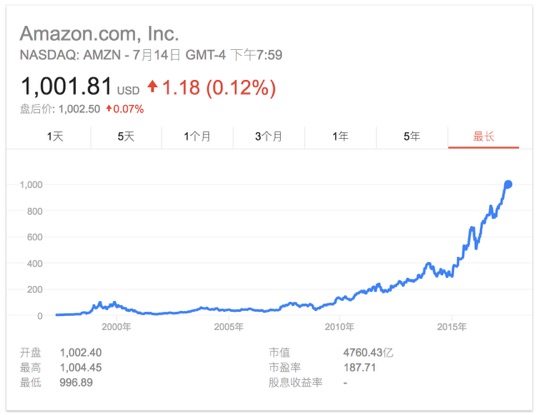 Amazon.com, Inc.
NASDAQ: AMZN - 7月14日 GMT-4 下午7:59
1,001.81 USD 1.18 (0.12%)
盘后价: 1,002.50 0.07%
1天 5天 1个月 3个月 1年 5年 最长
1,000
800
600
400
200
0
2000年 2005年 2010年 2015年
开盘 1,002.40 市值 4760.43亿
最高 1,004.45 市盈率 187.71
最低 996.89 股息收益率 -